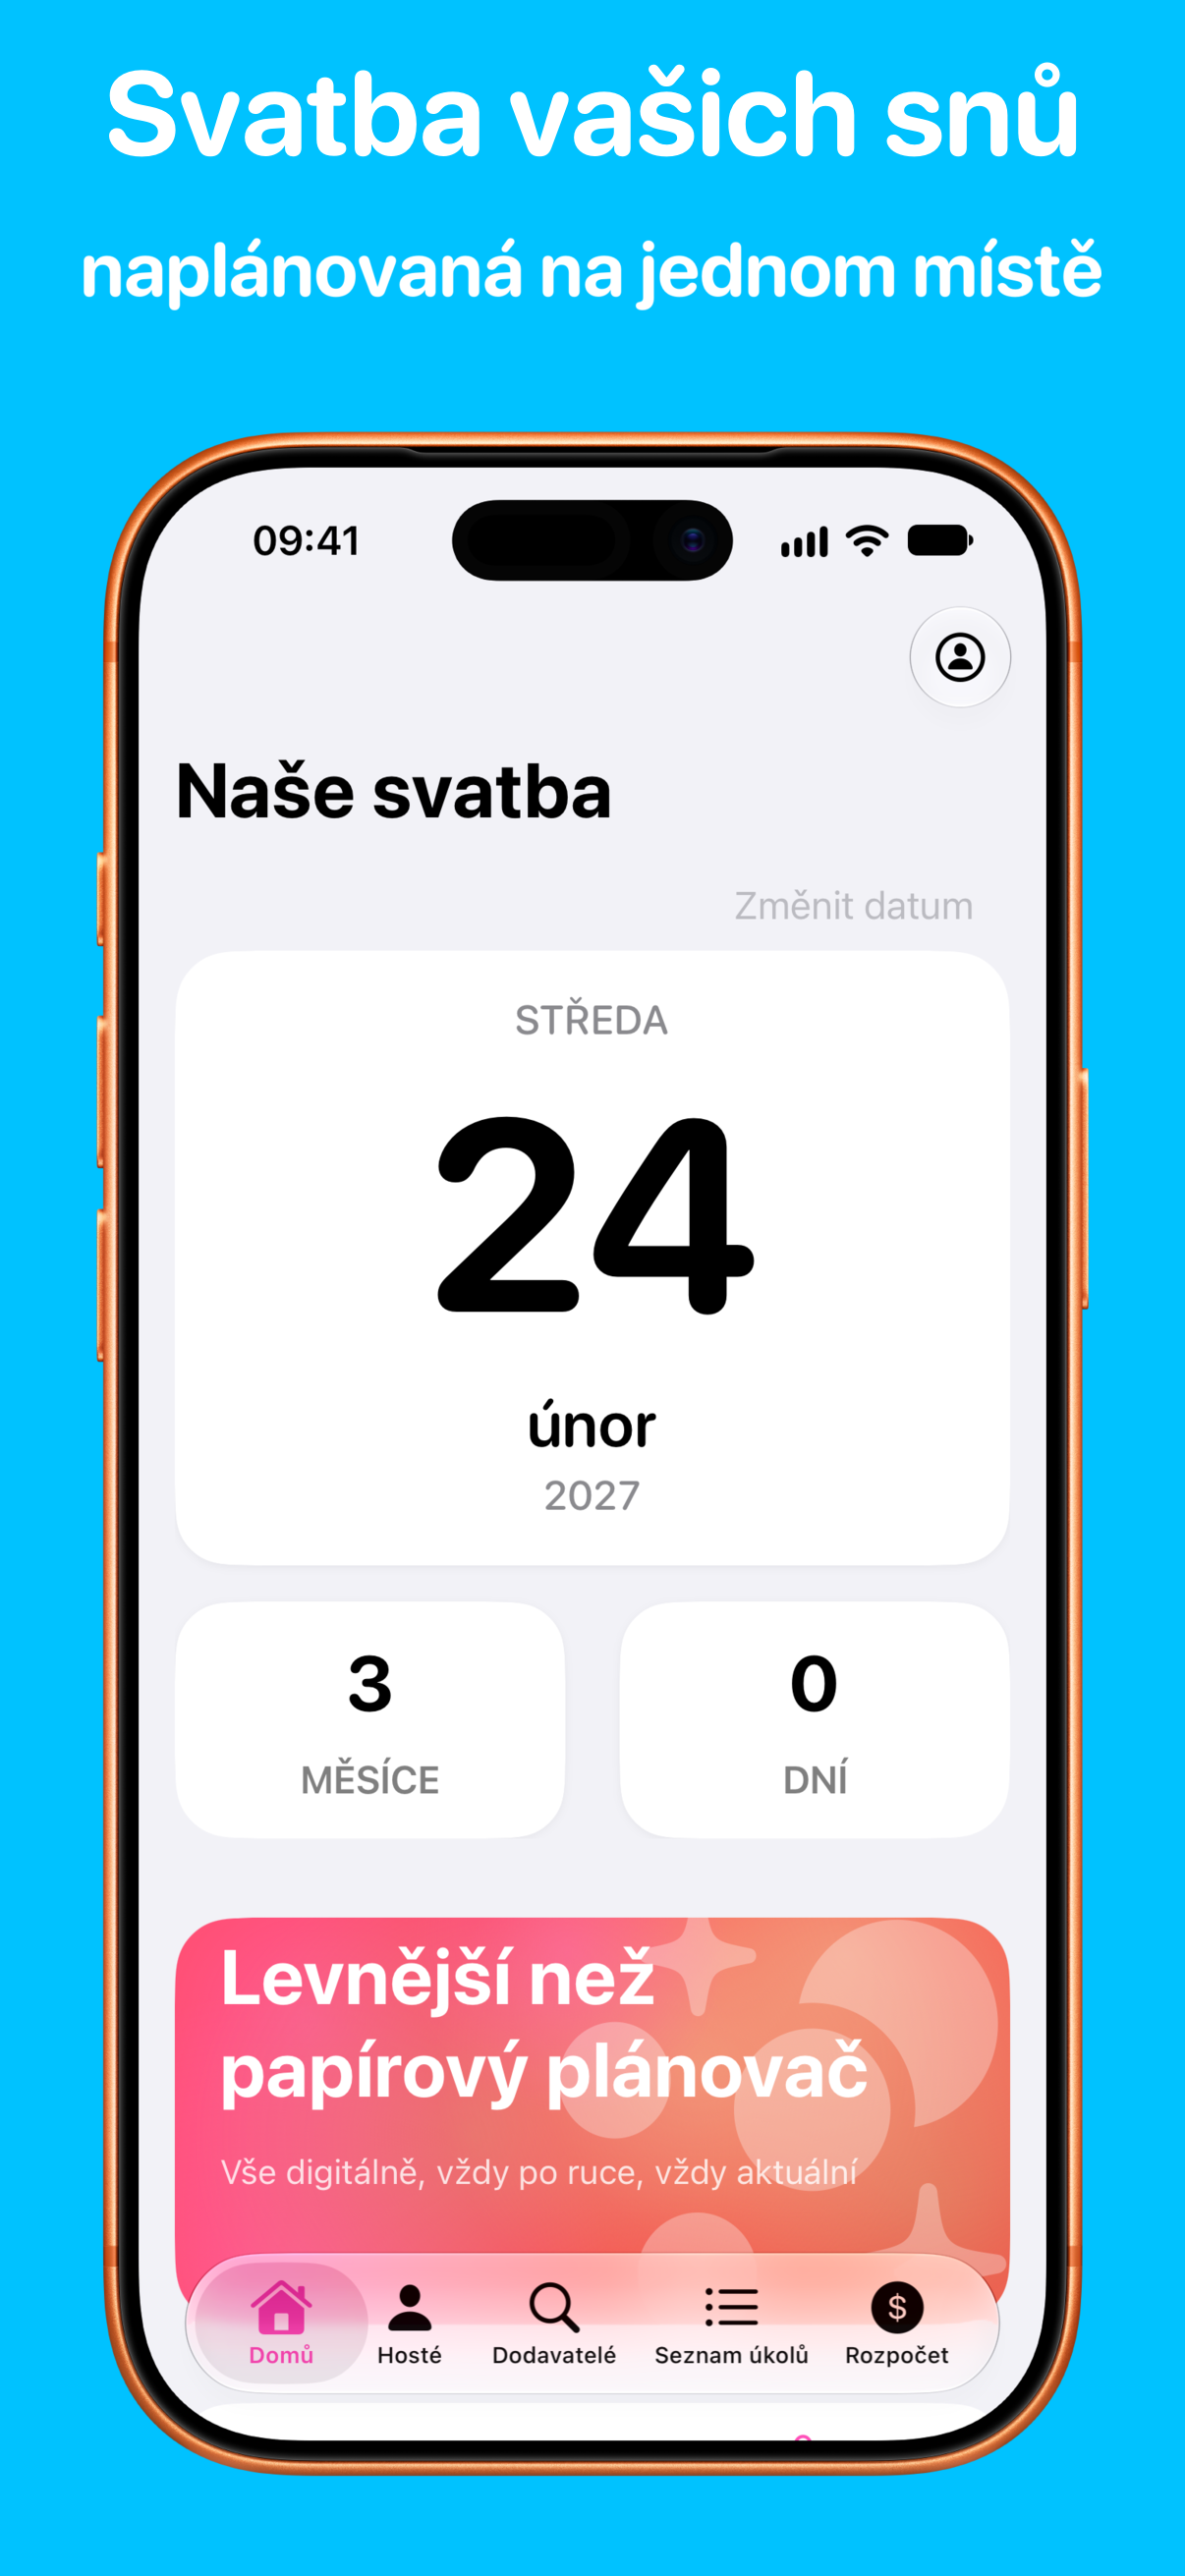 Svatba vašich snů
naplánovaná na jednom místě
09:41
Naše svatba
Změnit datum
STŘEDA
24
únor
2027
3
MĚSÍCE
0
DNÍ
Levnější než
papírový plánovač
Vše digitálně, vždy po ruce, vždy aktuální
$
Domů
Hosté
Dodavatelé
Seznam úkolů
Rozpočet